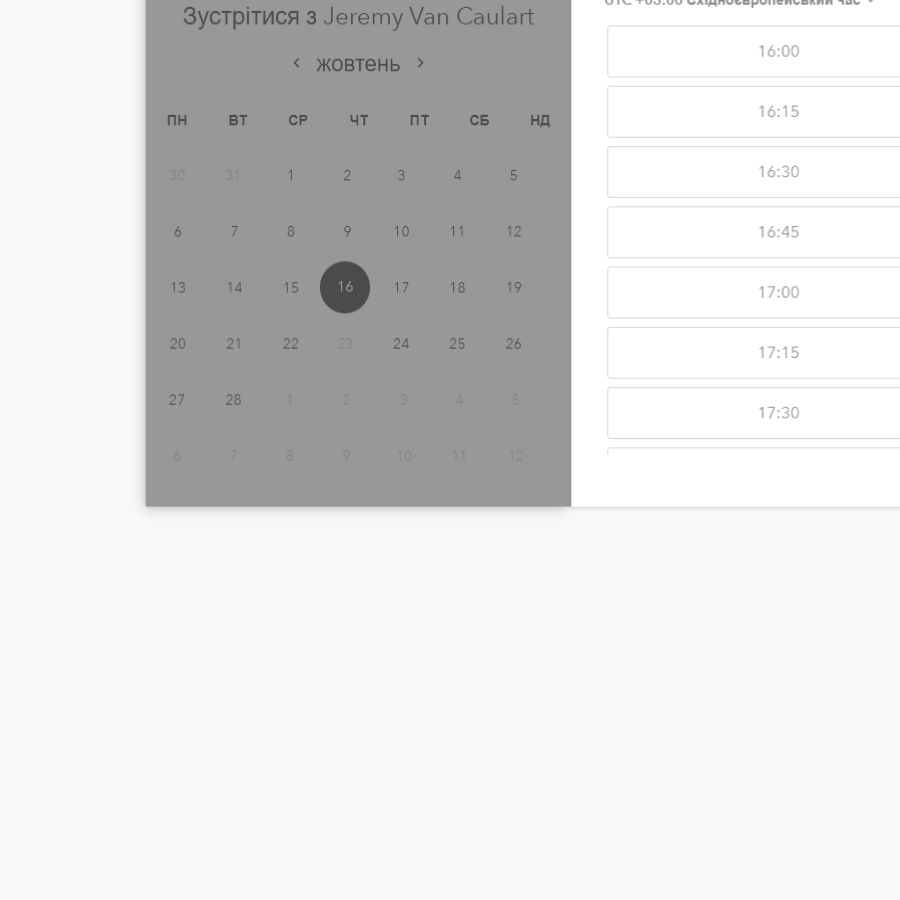 Зустрітися з Jeremy Van Caulart
‹ жовтень ›
ПН ВТ СР ЧТ ПТ СБ НД
30 31 1 2 3 4 5
6 7 8 9 10 11 12
13 14 15 16 17 18 19
20 21 22 23 24 25 26
27 28 1 2 3 4 5
6 7 8 9 10 11 12
UTC +03:00 Східноєвропейський час
16:00
16:15
16:30
16:45
17:00
17:15
17:30